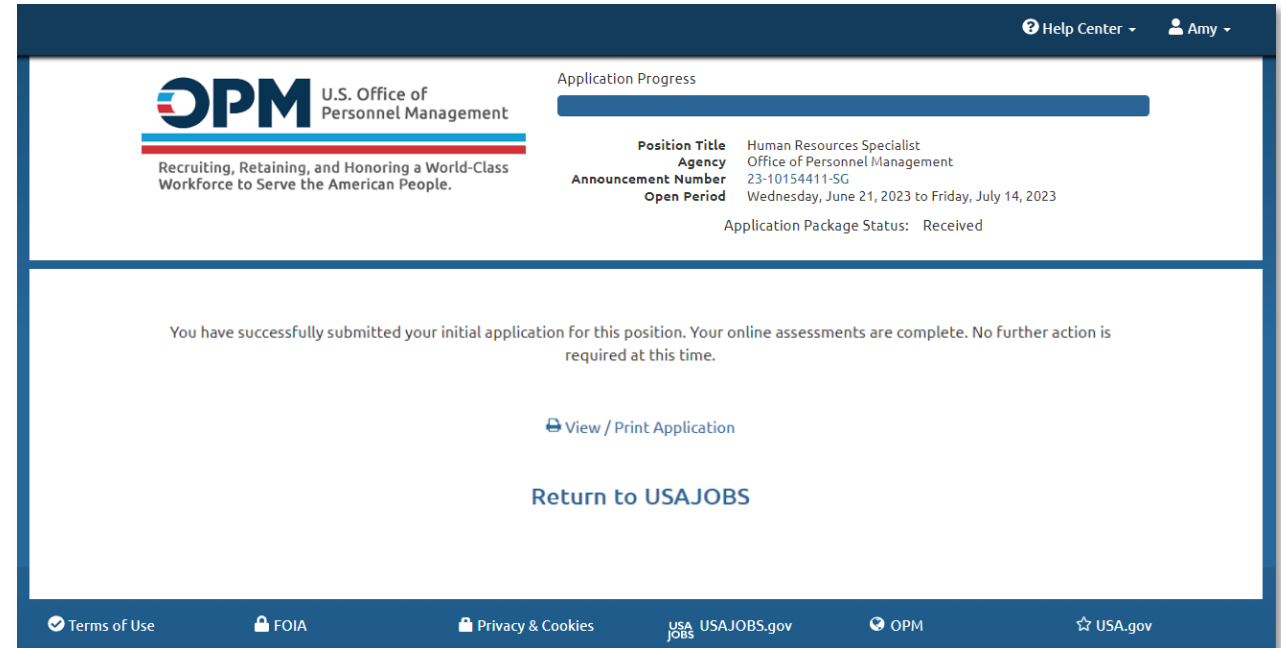 Help Center
Amy
OPM
U.S. Office of
Personnel Management
Recruiting, Retaining, and Honoring a World-Class
Workforce to Serve the American People.
Application Progress
Position Title Human Resources Specialist
Agency Office of Personnel Management
Announcement Number 23-10154411-SG
Open Period Wednesday, June 21, 2023 to Friday, July 14, 2023
Application Package Status: Received
You have successfully submitted your initial application for this position. Your online assessments are complete. No further action is
required at this time.
View / Print Application
Return to USAJOBS
Terms of Use FOIA Privacy & Cookies USA JOBS USAJOBS.gov OPM USA.gov